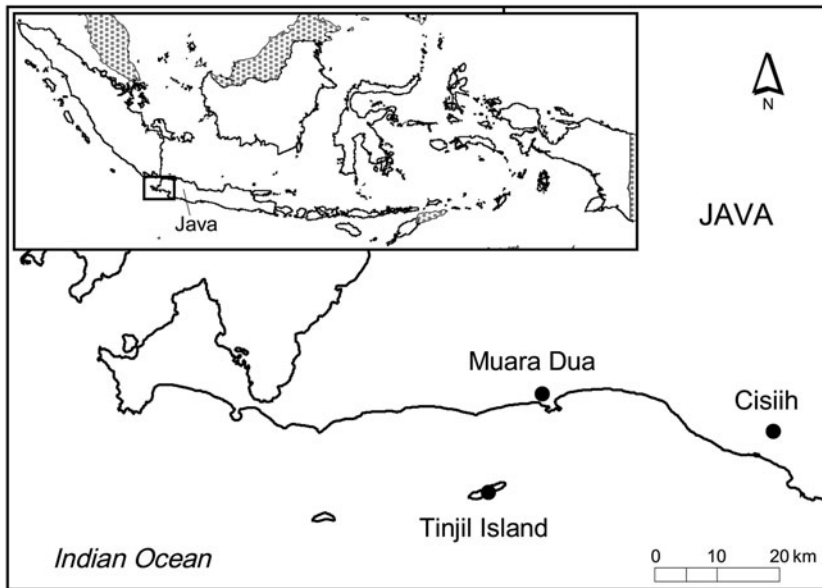 N
Java
JAVA
Muara Dua
Cisiih
Tinjil Island
Indian Ocean
0 10 20 km